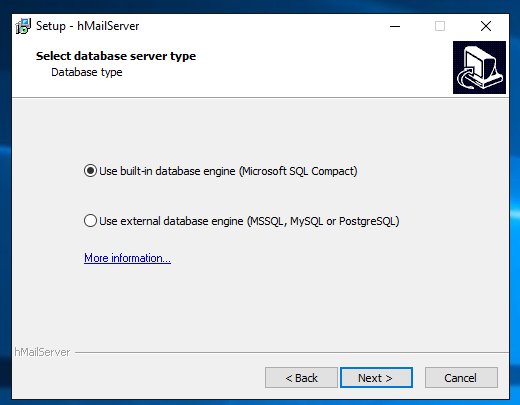 Setup - hMailServer
Select database server type
Database type
Use built-in database engine (Microsoft SQL Compact)
Use external database engine (MSSQL, MySQL or PostgreSQL)
More information...
hMailServer
< Back
Next >
Cancel